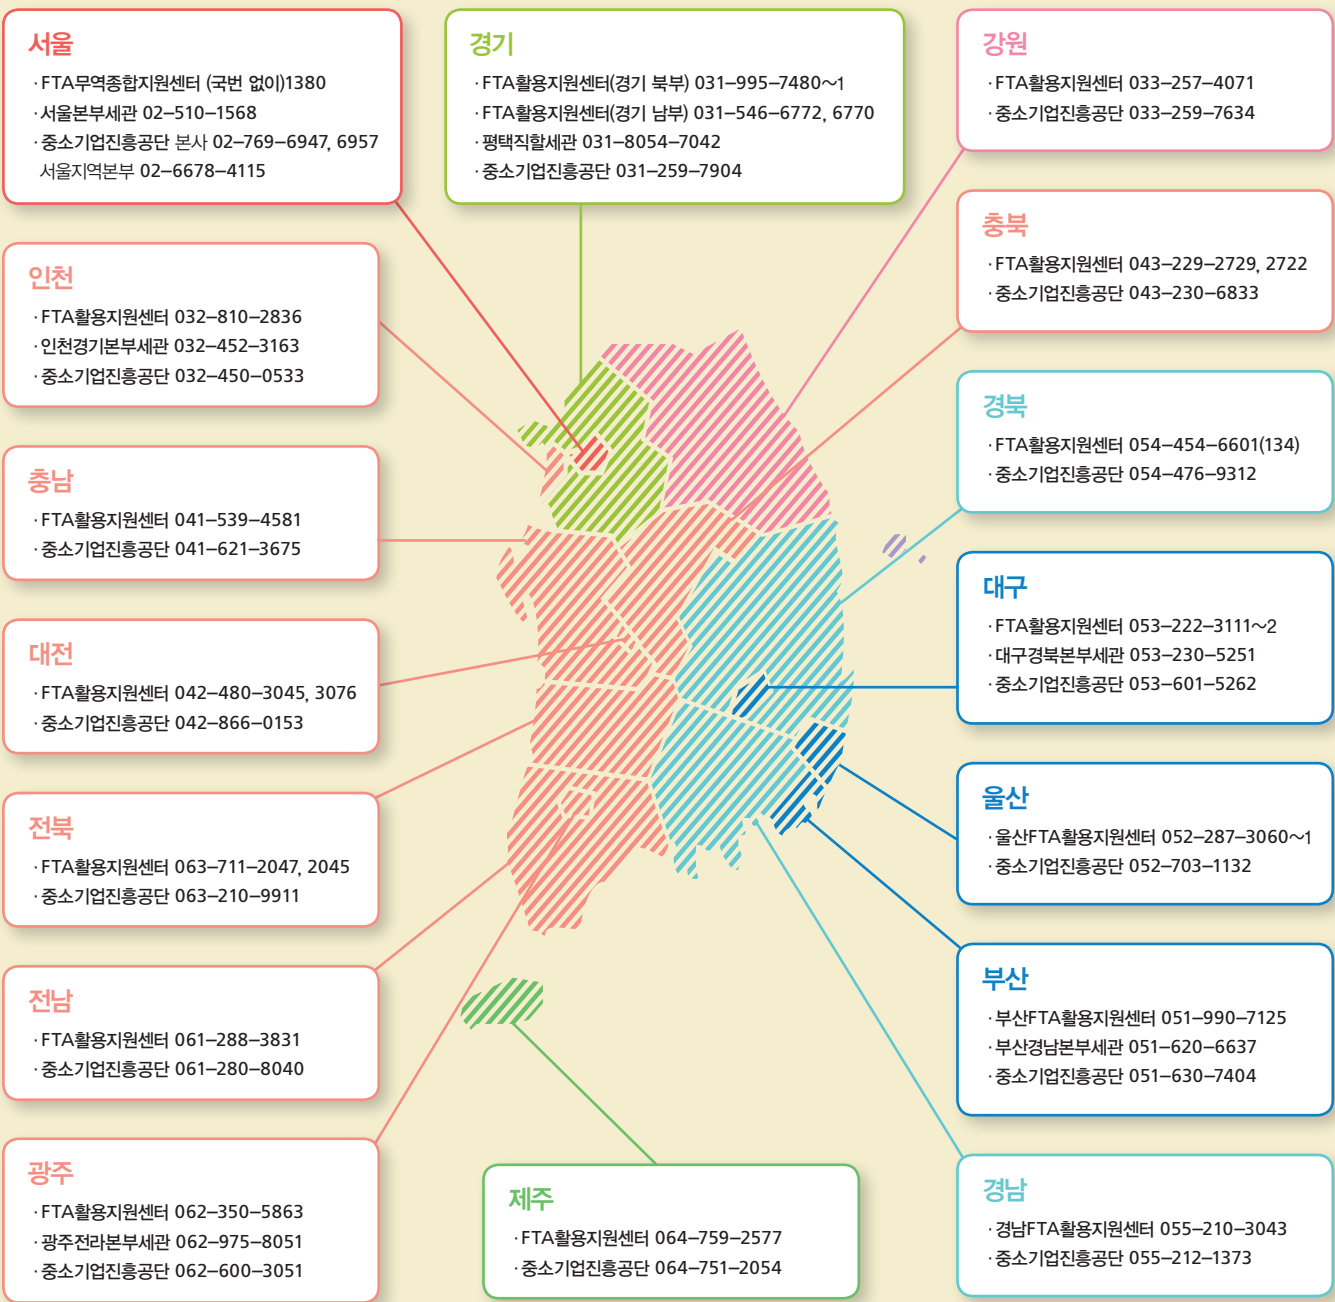 서울
·FTA무역종합지원센터 (국번 없이)1380
·서울본부세관 02–510–1568
·중소기업진흥공단 본사 02–769–6947, 6957
서울지역본부 02–6678–4115
경기
·FTA활용지원센터(경기 북부) 031–995–7480~1
·FTA활용지원센터(경기 남부) 031–546–6772, 6770
·평택직할세관 031–8054–7042
·중소기업진흥공단 031–259–7904
강원
·FTA활용지원센터 033–257–4071
·중소기업진흥공단 033–259–7634
인천
·FTA활용지원센터 032–810–2836
·인천경기본부세관 032–452–3163
·중소기업진흥공단 032–450–0533
충북
·FTA활용지원센터 043–229–2729, 2722
·중소기업진흥공단 043–230–6833
충남
·FTA활용지원센터 041–539–4581
·중소기업진흥공단 041–621–3675
경북
·FTA활용지원센터 054–454–6601(134)
·중소기업진흥공단 054–476–9312
대전
·FTA활용지원센터 042–480–3045, 3076
·중소기업진흥공단 042–866–0153
대구
·FTA활용지원센터 053–222–3111~2
·대구경북본부세관 053–230–5251
·중소기업진흥공단 053–601–5262
전북
·FTA활용지원센터 063–711–2047, 2045
·중소기업진흥공단 063–210–9911
울산
·울산FTA활용지원센터 052–287–3060~1
·중소기업진흥공단 052–703–1132
전남
·FTA활용지원센터 061–288–3831
·중소기업진흥공단 061–280–8040
부산
·부산FTA활용지원센터 051–990–7125
·부산경남본부세관 051–620–6637
·중소기업진흥공단 051–630–7404
광주
·FTA활용지원센터 062–350–5863
·광주전라본부세관 062–975–8051
·중소기업진흥공단 062–600–3051
제주
·FTA활용지원센터 064–759–2577
·중소기업진흥공단 064–751–2054
경남
·경남FTA활용지원센터 055–210–3043
·중소기업진흥공단 055–212–1373